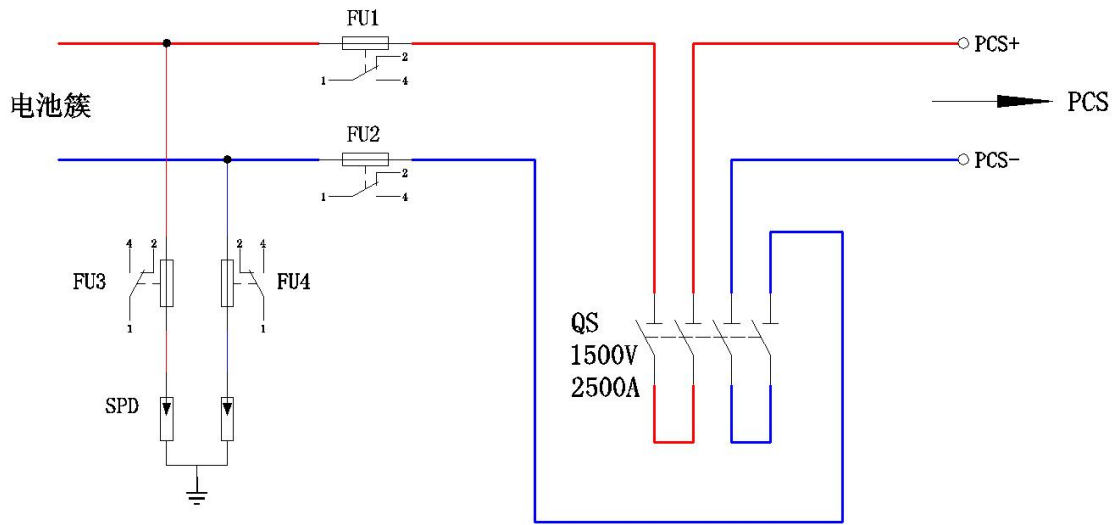 FU1
2
1 4
PCS+
电池簇
PCS
FU2
2
1 4
PCS-
4 2 2 4
FU3 FU4
1 1
QS
1500V
2500A
SPD